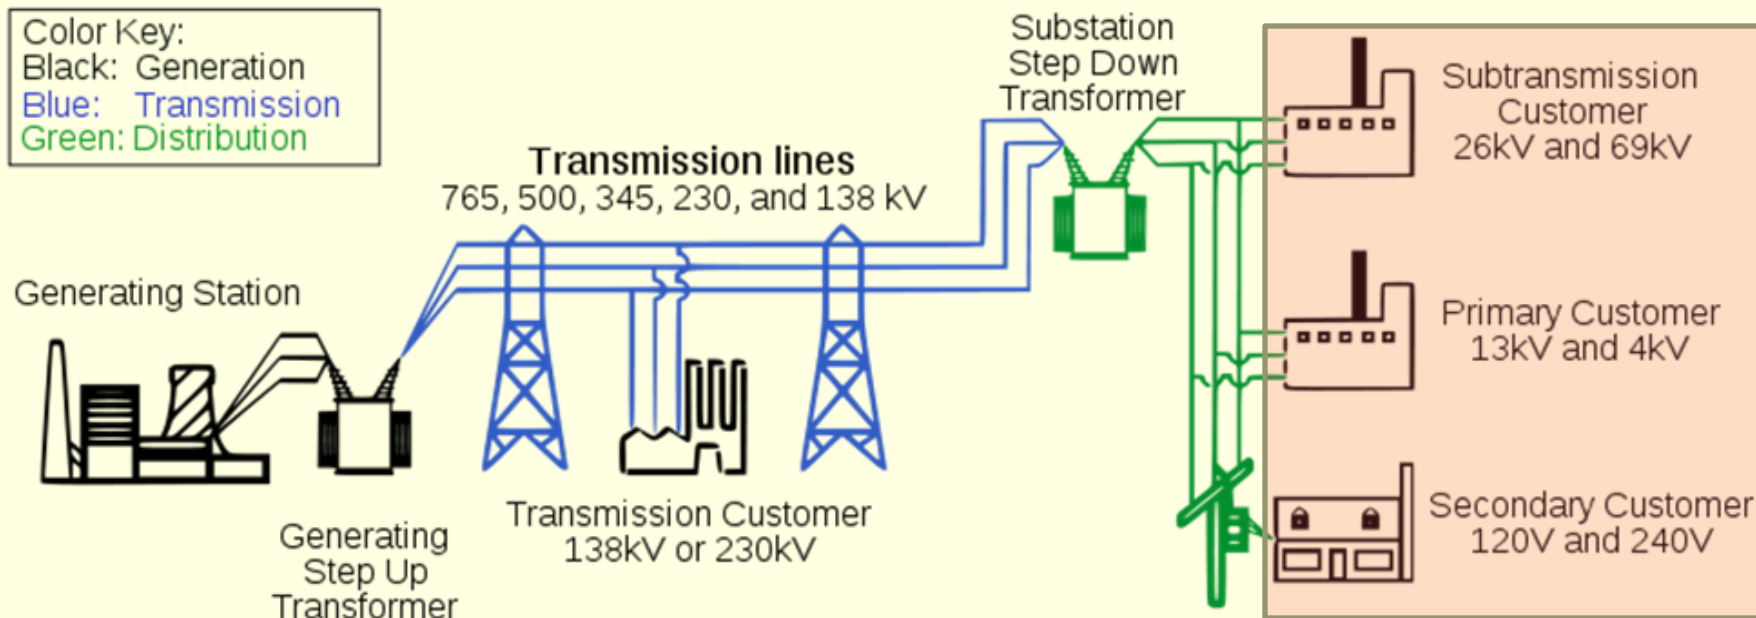 Color Key:
Black: Generation
Blue: Transmission
Green: Distribution
Substation
Step Down
Transformer
Subtransmission
Customer
26kV and 69kV
Transmission lines
765, 500, 345, 230, and 138 kV
Generating Station
Primary Customer
13kV and 4kV
Transmission Customer
138kV or 230kV
Secondary Customer
120V and 240V
Generating
Step Up
Transformer